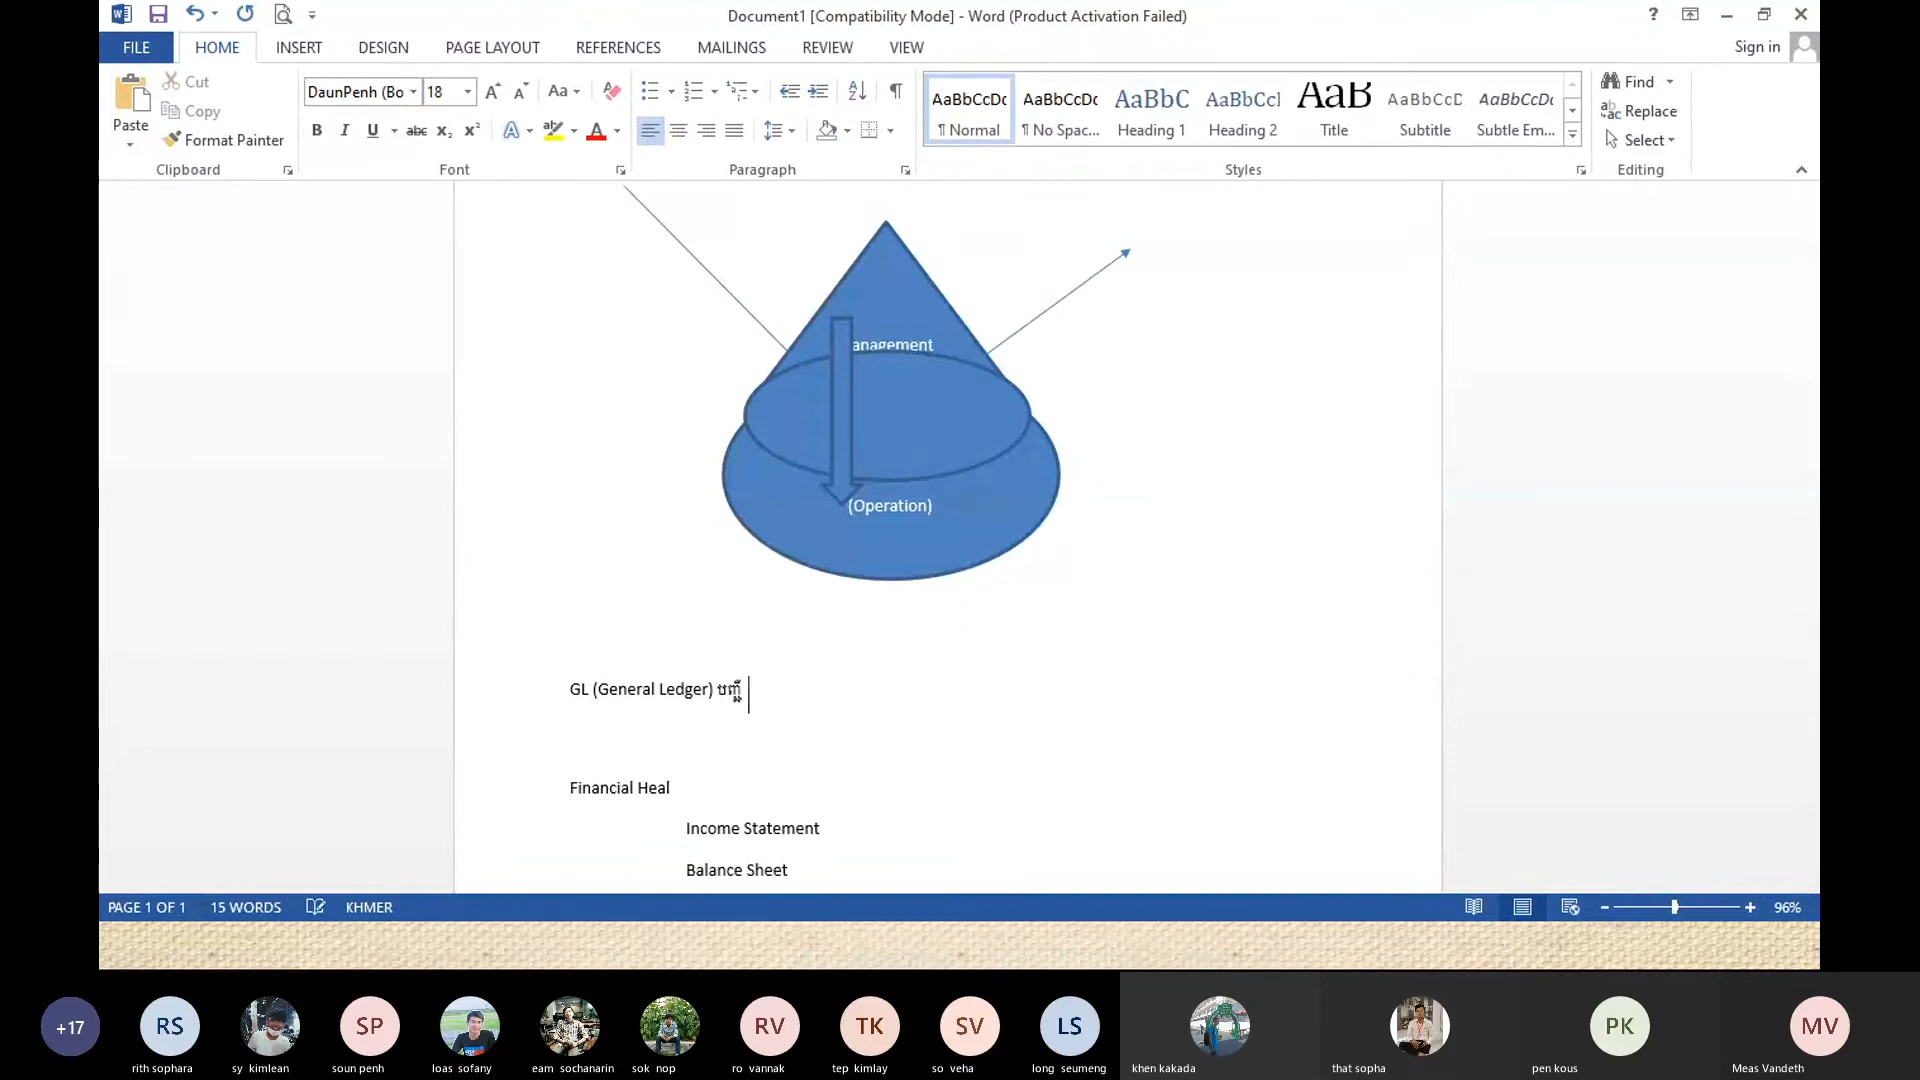 Document1 [Compatibility Mode] - Word (Product Activation Failed)
?
FILE
HOME
INSERT
DESIGN
PAGE LAYOUT
REFERENCES
MAILINGS
REVIEW
VIEW
Sign in
Paste
Cut
Copy
Format Painter
Clipboard
DaunPenh (Bo
18
Aa
B I U abc X₂ X²
Font
Paragraph
AaBbCcDc
¶ Normal
AaBbCcDc
¶ No Spac...
AaBbC
Heading 1
AaBbCcI
Heading 2
AaB
Title
AaBbCcD
Subtitle
AaBbCcDc
Subtle Em...
Styles
Find
Replace
Select
Editing
anagement
(Operation)
GL (General Ledger) បញ្ជី
Financial Heal
Income Statement
Balance Sheet
PAGE 1 OF 1
15 WORDS
KHMER
96%
+17
RS
SP
RV
TK
SV
LS
PK
MV
rith sophara
sy kimlean
soun penh
loas sofany
eam sochanarin
sok nop
ro vannak
tep kimlay
so veha
long seumeng
khen kakada
that sopha
pen kous
Meas Vandeth